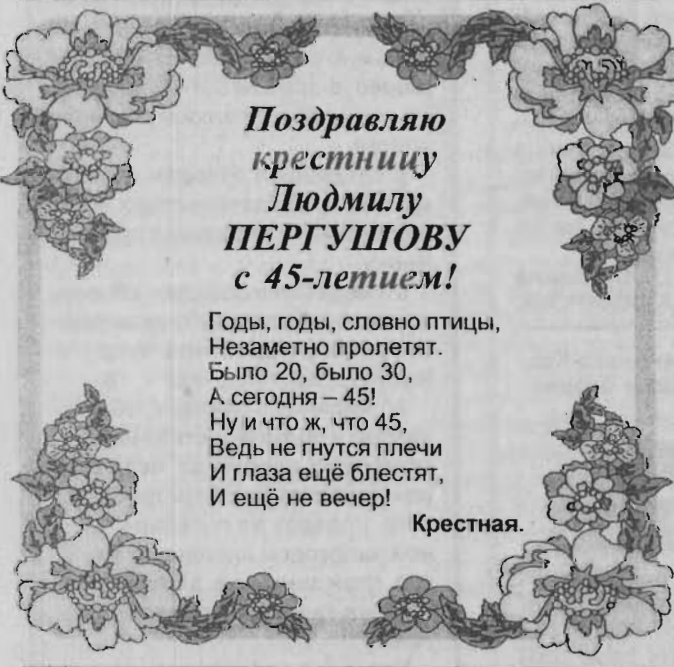 Поздравляю
крестницу
Людмилу
ПЕРГУШОВУ
с 45-летием!
Годы, годы, словно птицы,
Незаметно пролетят.
Было 20, было 30,
А сегодня – 45!
Ну и что ж, что 45,
Ведь не гнутся плечи
И глаза ещё блестят,
И ещё не вечер!
Крестная.